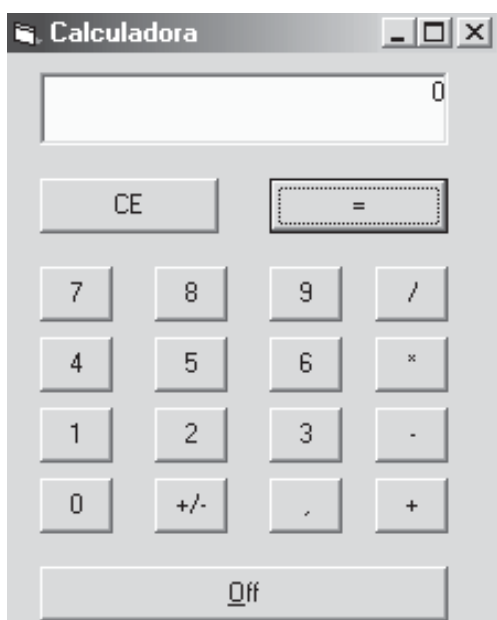 Calculadora
0
CE =
7 8 9 /
4 5 6 *
1 2 3 -
0 +/- , +
Off